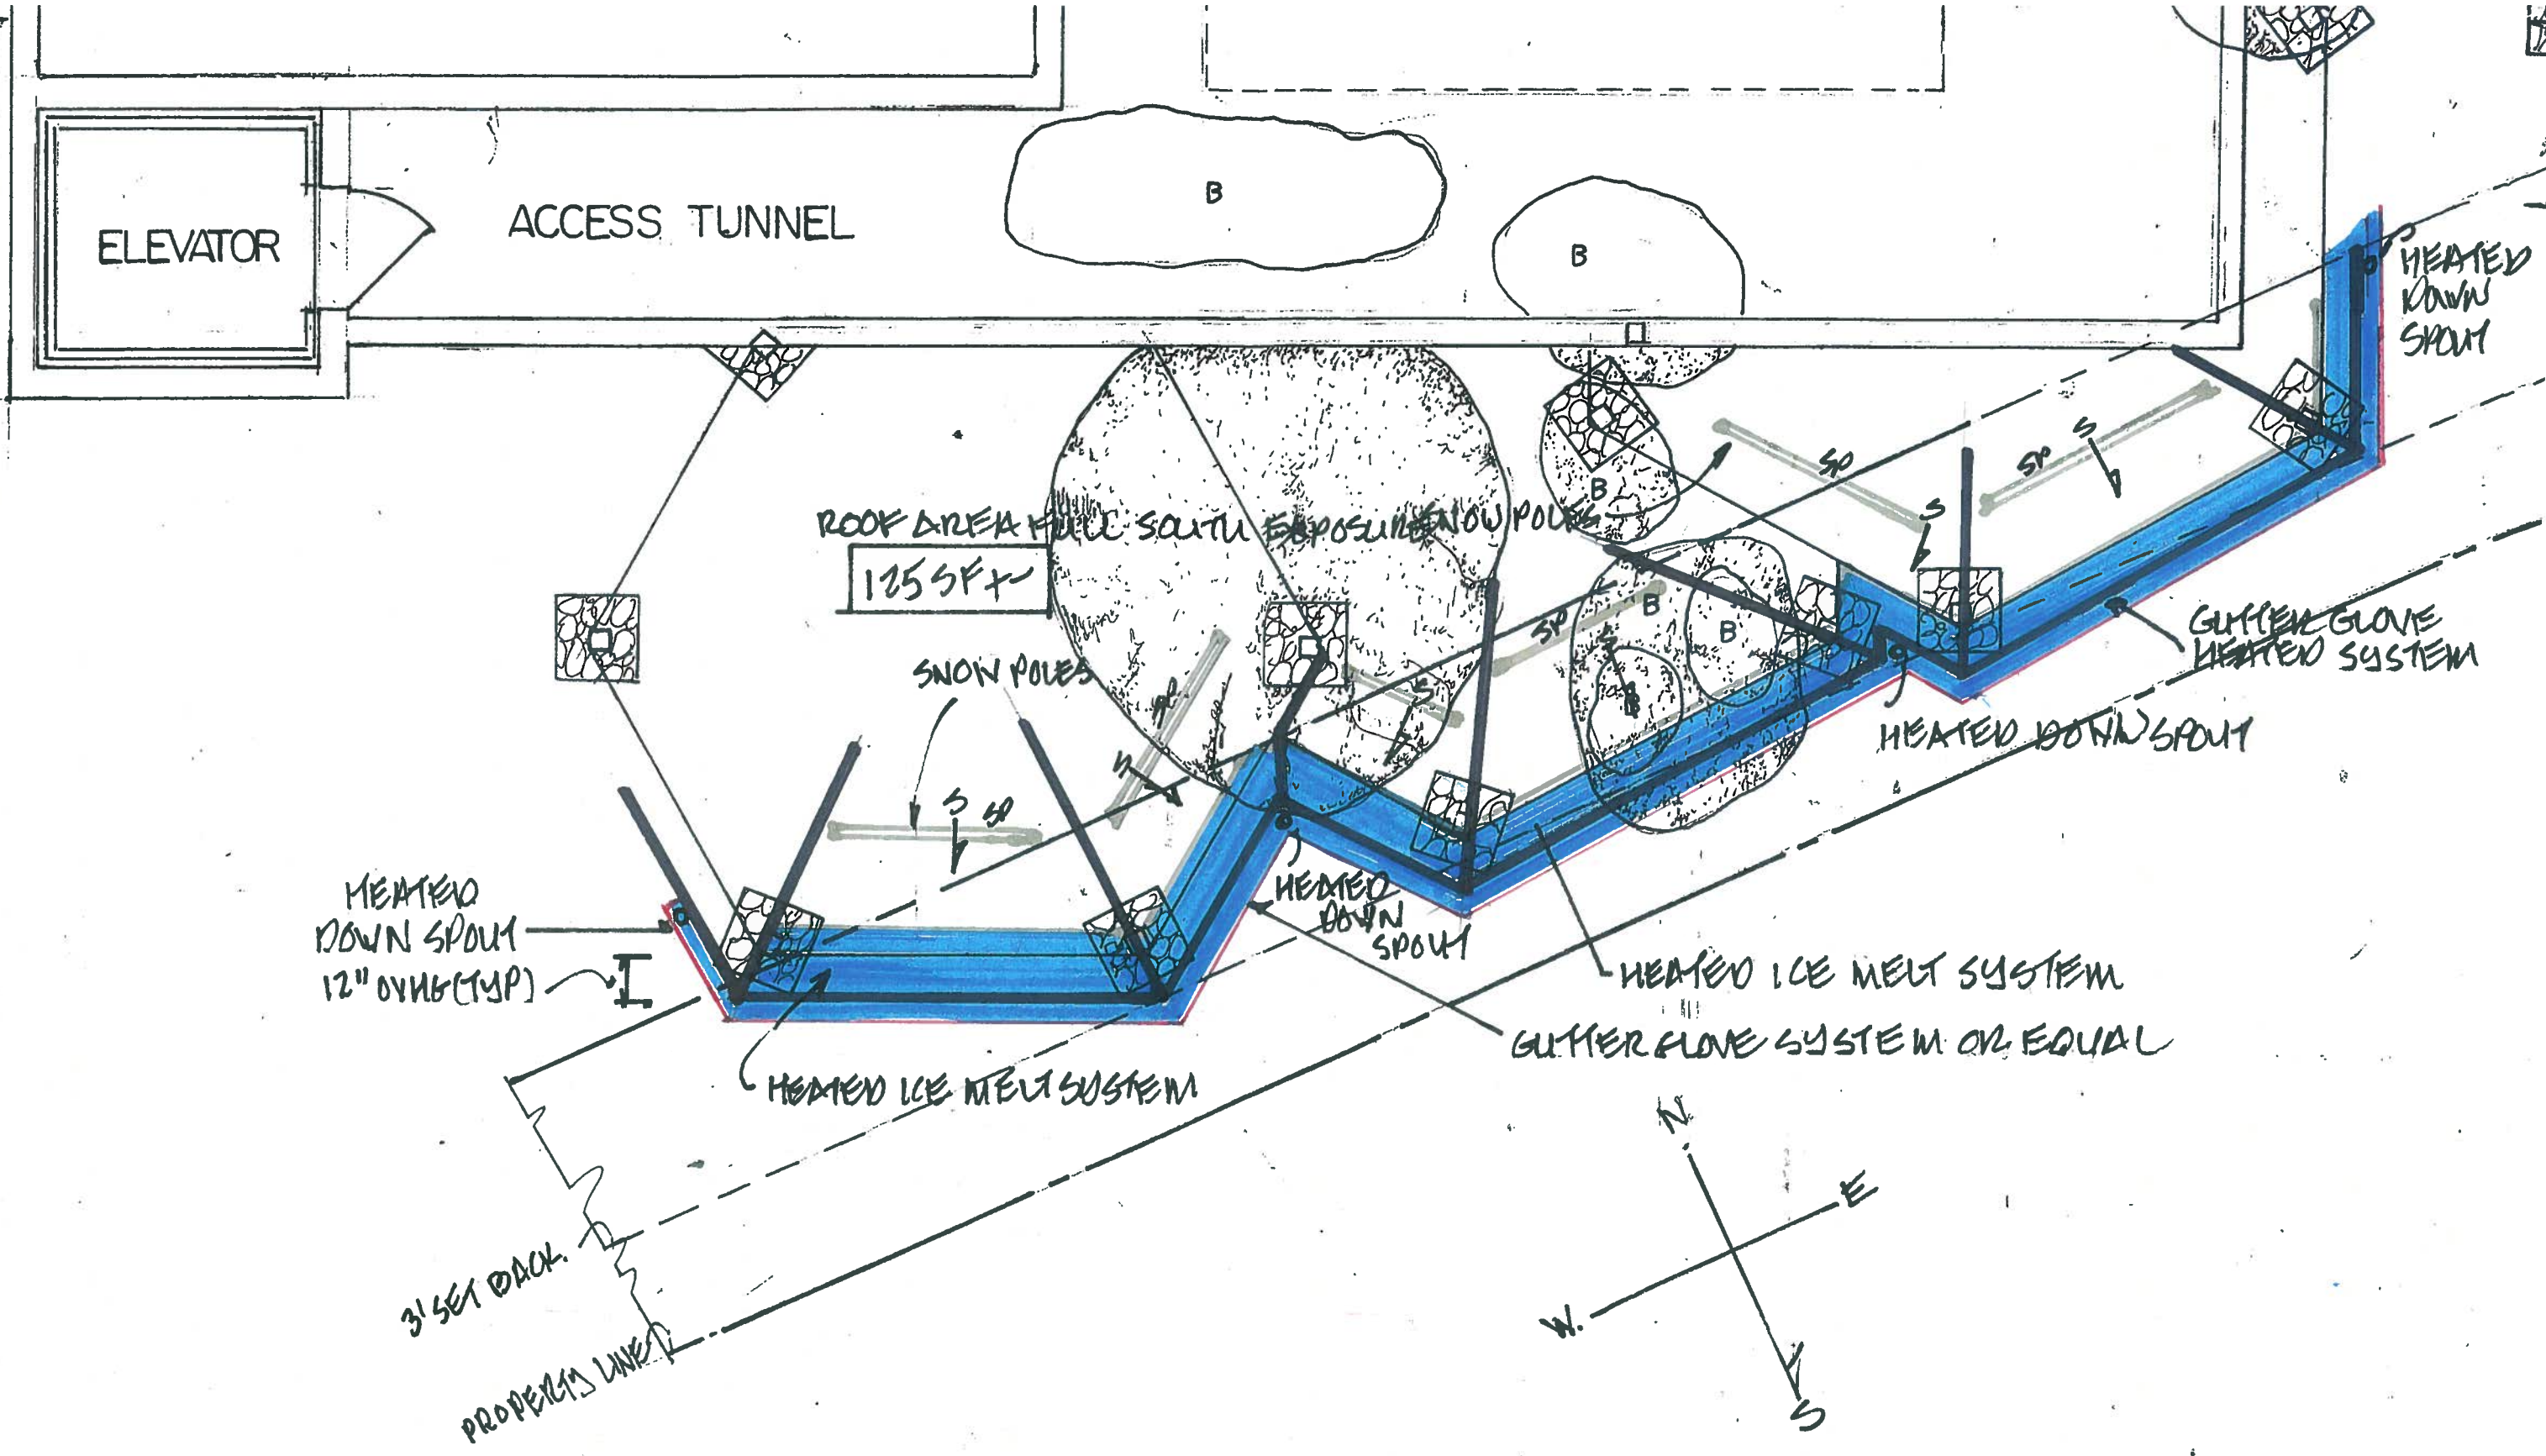 ELEVATOR
ACCESS TUNNEL
B
B
HEATED
DOWN
SPOUT
ROOF AREA FULL SOUTH EXPOSURE
125 SF +-
SNOW POLES
B
SP
S
SP
S
SNOW POLES
SP
B
B
B
S
SP
S
S
S
SP
GUTTER GLOVE
HEATED SYSTEM
HEATED DOWN SPOUT
HEATED
DOWN SPOUT
12" OVHG (TYP)
HEATED
DOWN
SPOUT
HEATED ICE MELT SYSTEM
GUTTER GLOVE SYSTEM OR EQUAL
HEATED ICE MELT SYSTEM
3' SET BACK.
PROPERTY LINE
N
E
W.
S